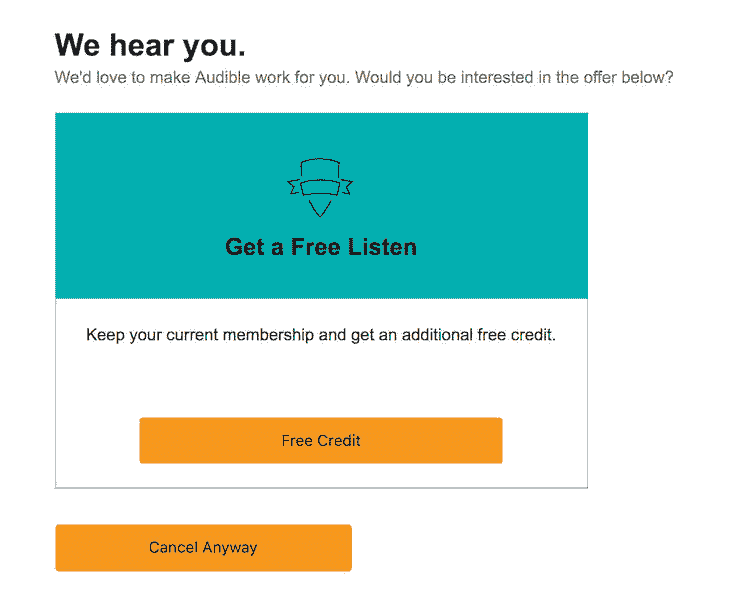 We hear you.
We'd love to make Audible work for you. Would you be interested in the offer below?
Get a Free Listen
Keep your current membership and get an additional free credit.
Free Credit
Cancel Anyway